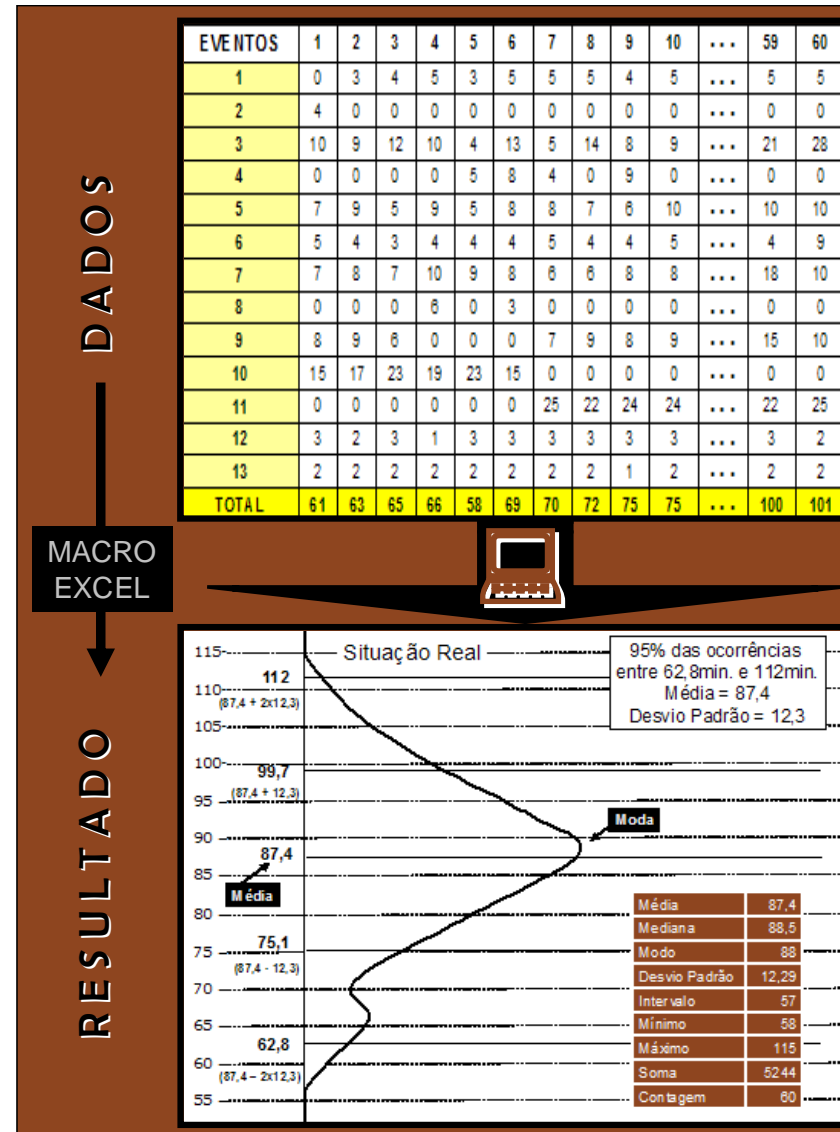 DADOS
EVENTOS 1 2 3 4 5 6 7 8 9 10 ... 59 60
1 0 3 4 5 3 5 5 5 4 5 ... 5 5
2 4 0 0 0 0 0 0 0 0 0 ... 0 0
3 10 9 12 10 4 13 5 14 8 9 ... 21 28
4 0 0 0 0 5 8 4 0 9 0 ... 0 0
5 7 9 5 9 5 8 8 7 6 10 ... 10 10
6 5 4 3 4 4 4 5 4 4 5 ... 4 9
7 7 8 7 10 9 8 6 6 8 8 ... 18 10
8 0 0 0 6 0 3 0 0 0 0 ... 0 0
9 8 9 6 0 0 0 7 9 8 9 ... 15 10
10 15 17 23 19 23 15 0 0 0 0 ... 0 0
11 0 0 0 0 0 0 25 22 24 24 ... 22 25
12 3 2 3 1 3 3 3 3 3 3 ... 3 2
13 2 2 2 2 2 2 2 2 1 2 ... 2 2
TOTAL 61 63 65 66 58 69 70 72 75 75 ... 100 101
MACRO
EXCEL
RESULTADO
Situação Real
95% das ocorrências
entre 62,8min. e 112min.
Média = 87,4
Desvio Padrão = 12,3
115
112
110
(87,4 + 2x12,3)
105
100
99,7
(87,4 + 12,3)
95
90
Moda
87,4
85
Média
80
75,1
75
(87,4 - 12,3)
70
65
62,8
60
(87,4 – 2x12,3)
55
Média 87,4
Mediana 88,5
Modo 88
Desvio Padrão 12,29
Intervalo 57
Mínimo 58
Máximo 115
Soma 5244
Contagem 60